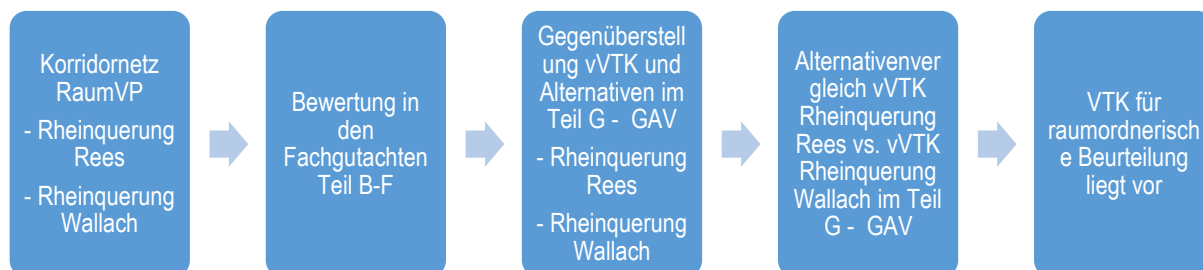 Korridornetz
RaumVP
- Rheinquerung
Rees
- Rheinquerung
Wallach
Bewertung in
den
Fachgutachten
Teil B-F
Gegenüberstell
ung vVTK und
Alternativen im
Teil G - GAV
- Rheinquerung
Rees
- Rheinquerung
Wallach
Alternativenver
gleich vVTK
Rheinquerung
Rees vs. vVTK
Rheinquerung
Wallach im Teil
G - GAV
VTK für
raumordnerisch
e Beurteilung
liegt vor